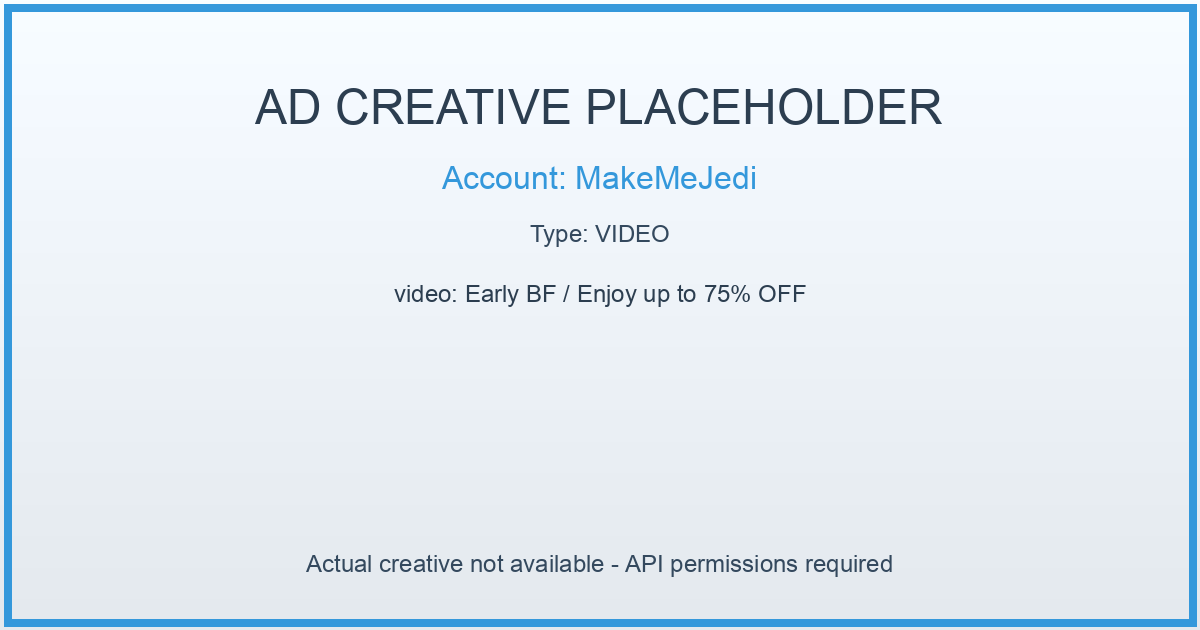 AD CREATIVE PLACEHOLDER
Account: MakeMeJedi
Type: VIDEO
video: Early BF / Enjoy up to 75% OFF
Actual creative not available - API permissions required